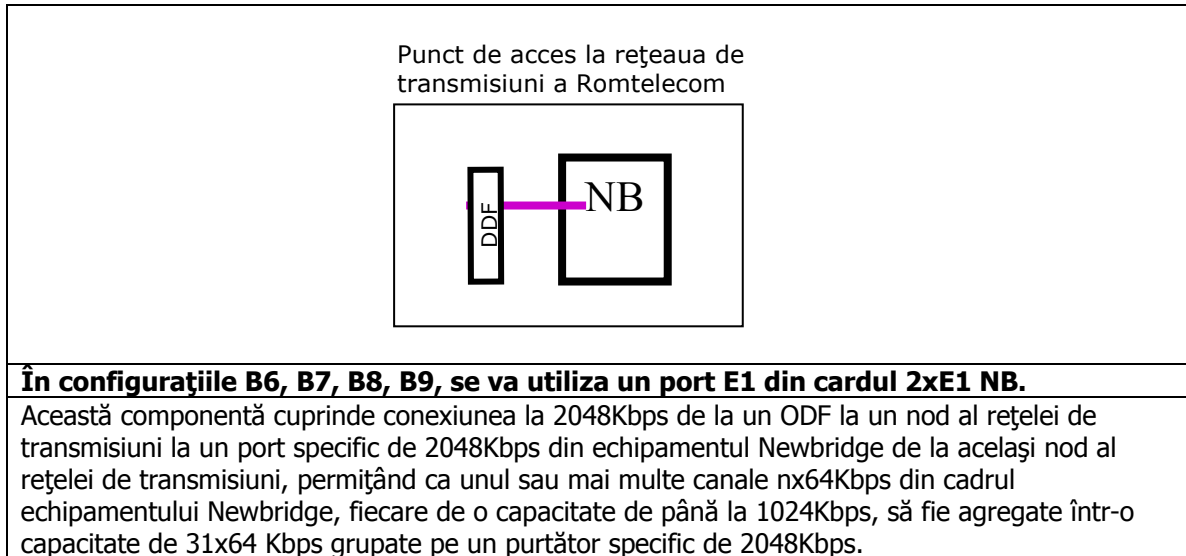 Punct de acces la reţeaua de
transmisiuni a Romtelecom
DDF
NB
În configuraţiile B6, B7, B8, B9, se va utiliza un port E1 din cardul 2xE1 NB.
Această componentă cuprinde conexiunea la 2048Kbps de la un ODF la un nod al reţelei de
transmisiuni la un port specific de 2048Kbps din echipamentul Newbridge de la acelaşi nod al
reţelei de transmisiuni, permiţând ca unul sau mai multe canale nx64Kbps din cadrul
echipamentului Newbridge, fiecare de o capacitate de până la 1024Kbps, să fie agregate într-o
capacitate de 31x64 Kbps grupate pe un purtător specific de 2048Kbps.